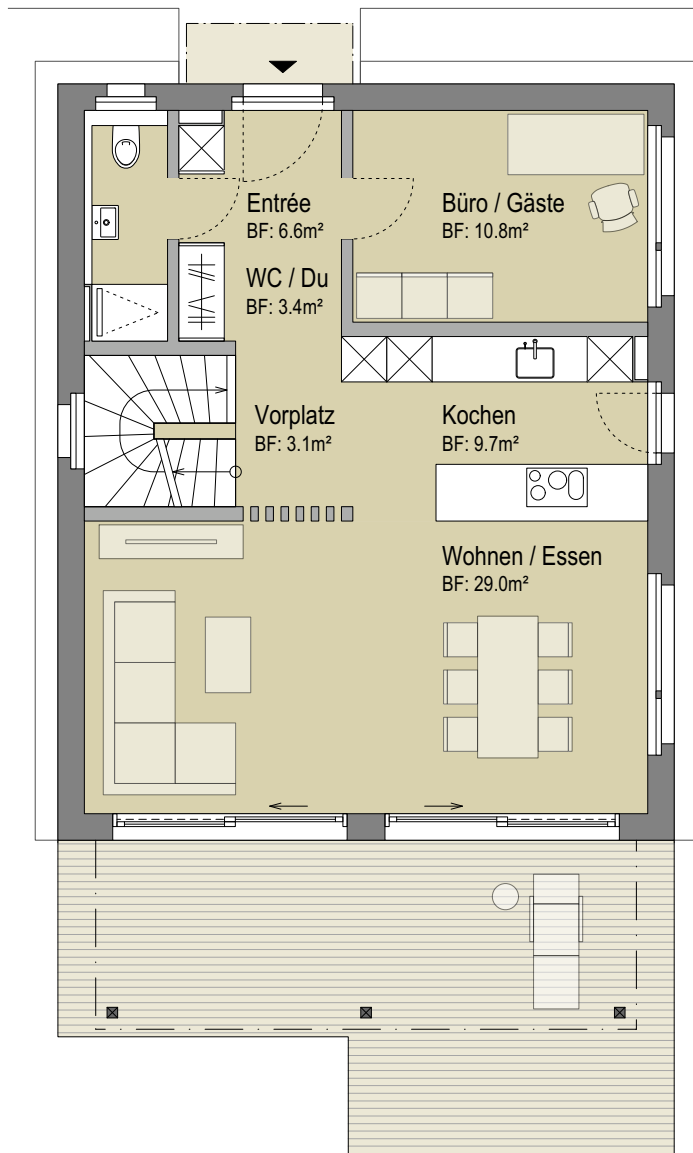 Entrée
BF: 6.6m²
Büro / Gäste
BF: 10.8m²
WC / Du
BF: 3.4m²
Vorplatz
BF: 3.1m²
Kochen
BF: 9.7m²
Wohnen / Essen
BF: 29.0m²